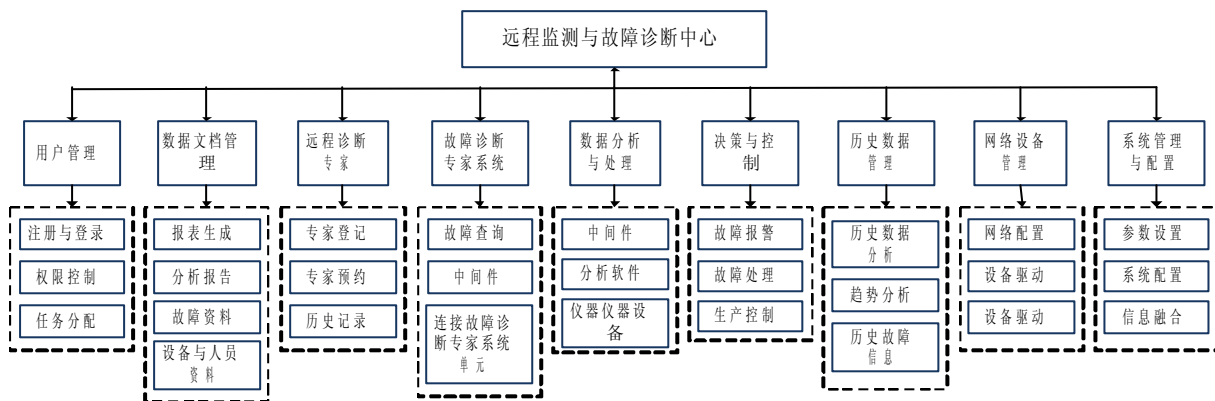 远程监测与故障诊断中心
用户管理
数据文档管
理
远程诊断
专家
故障诊断
专家系统
数据分析
与处理
决策与控
制
历史数据
管理
网络设备
管理
系统管理
与配置
注册与登录
权限控制
任务分配
报表生成
分析报告
故障资料
设备与人员
资料
专家登记
专家预约
历史记录
故障查询
中间件
连接故障诊
断专家系统
单元
中间件
分析软件
仪器仪器设
备
故障报警
故障处理
生产控制
历史数据
分析
趋势分析
历史故障
信息
网络配置
设备驱动
设备驱动
参数设置
系统配置
信息融合